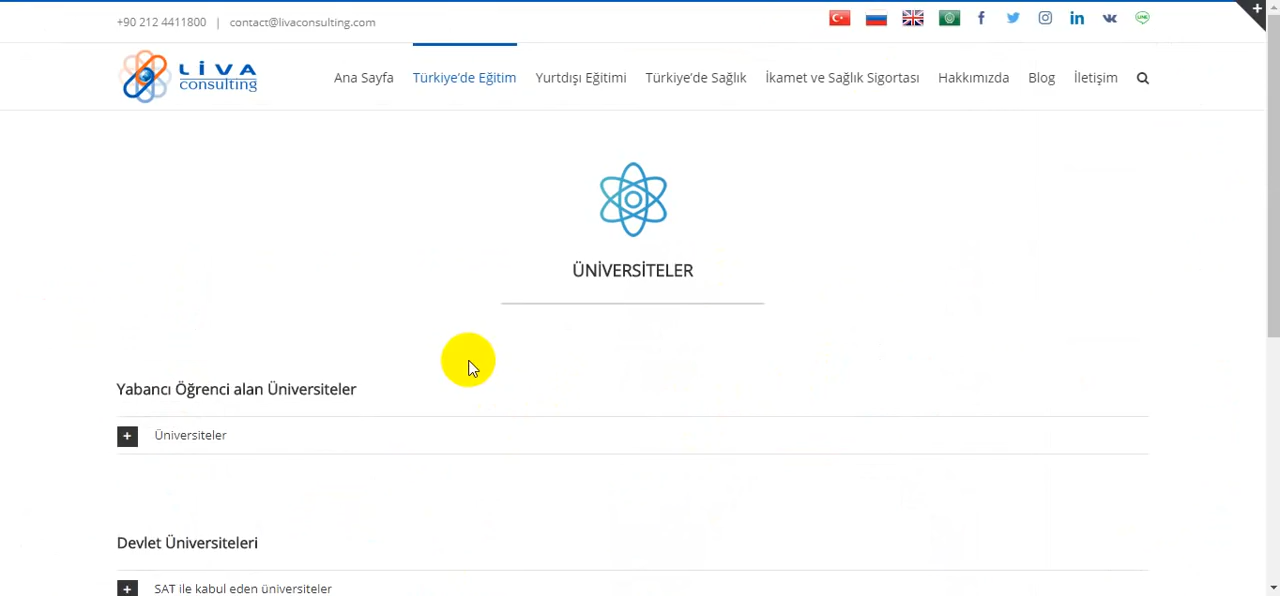 +90 212 4411800 | contact@livaconsulting.com
LİVA
consulting
Ana Sayfa Türkiye’de Eğitim Yurtdışı Eğitimi Türkiye’de Sağlık İkamet ve Sağlık Sigortası Hakkımızda Blog İletişim
ÜNİVERSİTELER
Yabancı Öğrenci alan Üniversiteler
Üniversiteler
Devlet Üniversiteleri
SAT ile kabul eden üniversiteler